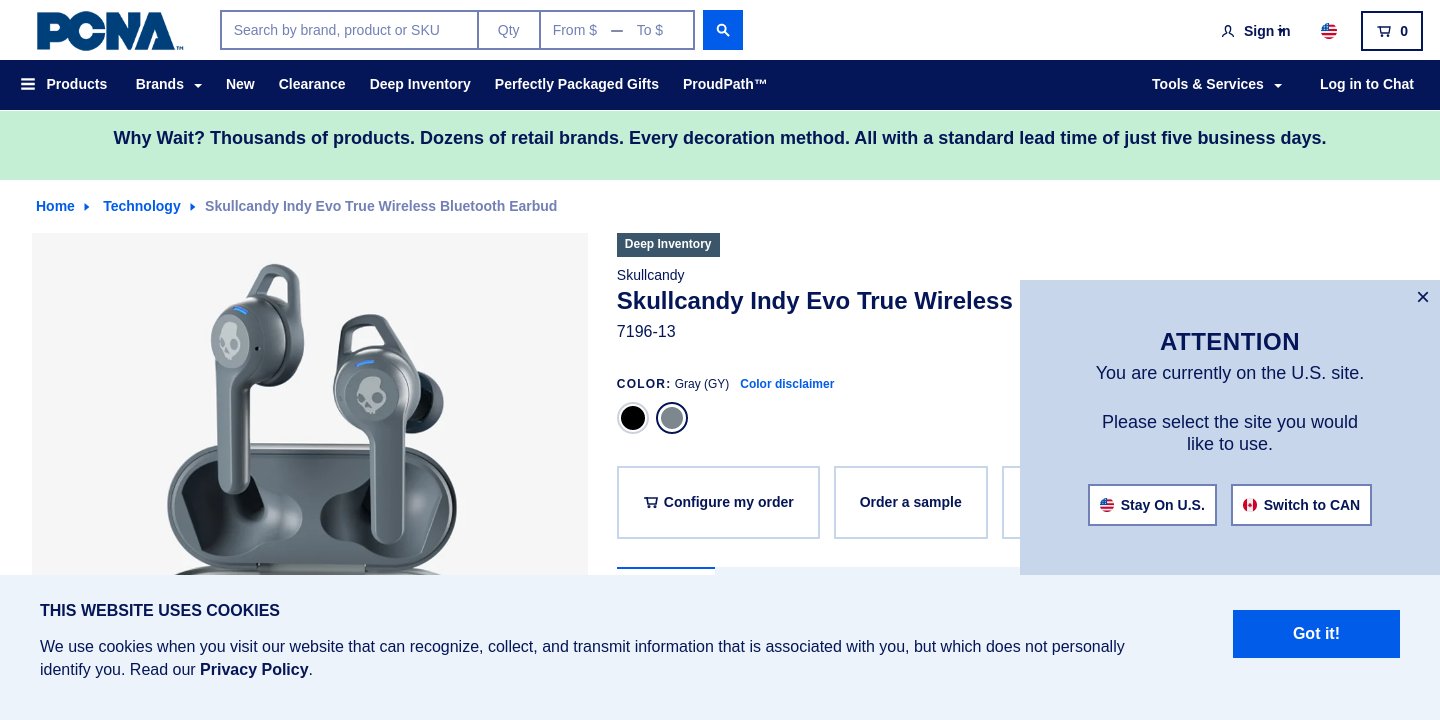 PCNA™
Search by brand, product or SKU
Qty
From $ — To $
Sign in
0
Products
Brands
New
Clearance
Deep Inventory
Perfectly Packaged Gifts
ProudPath™
Tools & Services
Log in to Chat
Why Wait? Thousands of products. Dozens of retail brands. Every decoration method. All with a standard lead time of just five business days.
Home
Technology
Skullcandy Indy Evo True Wireless Bluetooth Earbud
Deep Inventory
Skullcandy
Skullcandy Indy Evo True Wireless
7196-13
COLOR: Gray (GY) Color disclaimer
Configure my order
Order a sample
×
ATTENTION
You are currently on the U.S. site.
Please select the site you would
like to use.
Stay On U.S.
Switch to CAN
THIS WEBSITE USES COOKIES
We use cookies when you visit our website that can recognize, collect, and transmit information that is associated with you, but which does not personally
identify you. Read our Privacy Policy.
Got it!